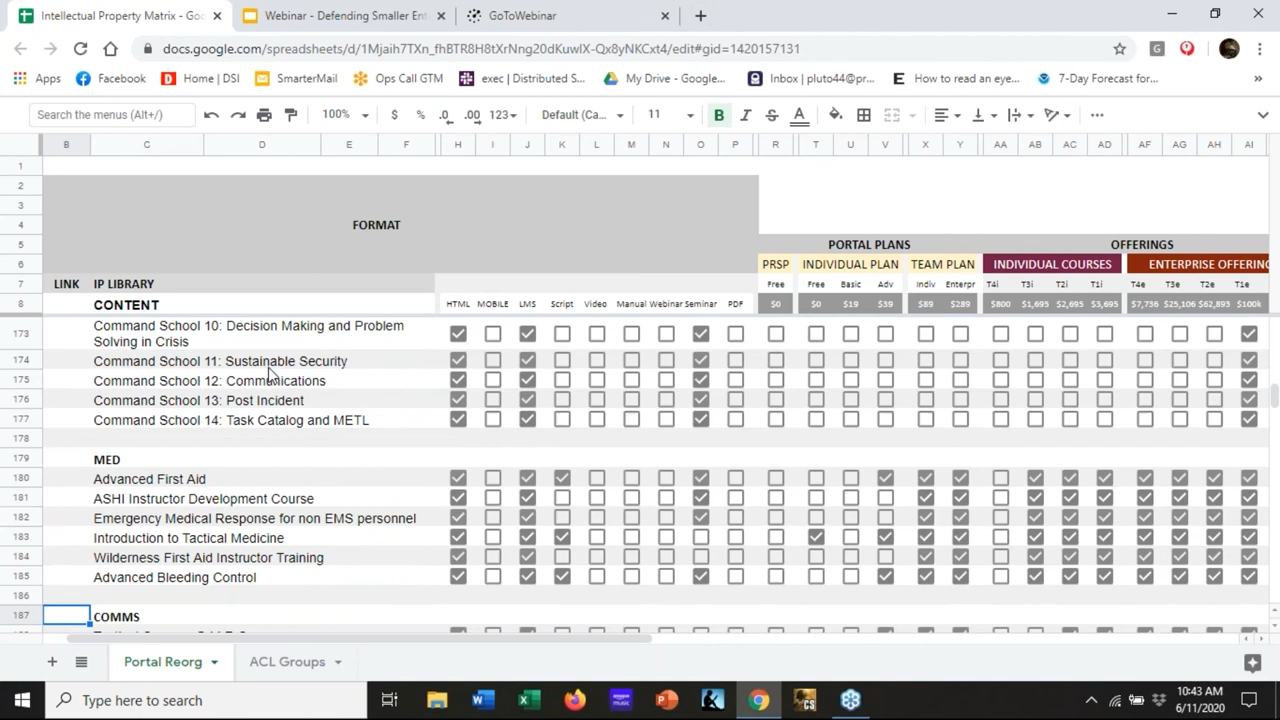 Intellectual Property Matrix - Goo
Webinar - Defending Smaller Ent
GoToWebinar
docs.google.com/spreadsheets/d/1Mjaih7TXn_fhBTR8H8tXrNng20dKuwIX-Qx8yNKCxt4/edit#gid=1420157131
Apps Facebook Home | DSI SmarterMail Ops Call GTM exec | Distributed S... My Drive - Google... Inbox | pluto44@pr... How to read an eye... 7-Day Forecast for...
Search the menus (Alt+/) 100% $ % .0 .00 123 Default (Ca... 11 B I S A
B C D E F H I J K L M N O P R T U V X Y AA AB AC AD AF AG AH AI
1
2
3
4 FORMAT
5 PORTAL PLANS OFFERINGS
6 PRSP INDIVIDUAL PLAN TEAM PLAN INDIVIDUAL COURSES ENTERPRISE OFFERING
7 LINK IP LIBRARY Free Free Basic Adv Indiv Enterpr T4i T3i T2i T1i T4e T3e T2e T1e
8 CONTENT HTML MOBILE LMS Script Video Manual Webinar Seminar PDF $0 $0 $19 $39 $89 $289 $800 $1,695 $2,695 $3,695 $7,736 $25,106 $62,893 $100k
173 Command School 10: Decision Making and Problem
Solving in Crisis
174 Command School 11: Sustainable Security
175 Command School 12: Communications
176 Command School 13: Post Incident
177 Command School 14: Task Catalog and METL
178
179 MED
180 Advanced First Aid
181 ASHI Instructor Development Course
182 Emergency Medical Response for non EMS personnel
183 Introduction to Tactical Medicine
184 Wilderness First Aid Instructor Training
185 Advanced Bleeding Control
186
187 COMMS
Portal Reorg ACL Groups
Type here to search
10:43 AM
6/11/2020